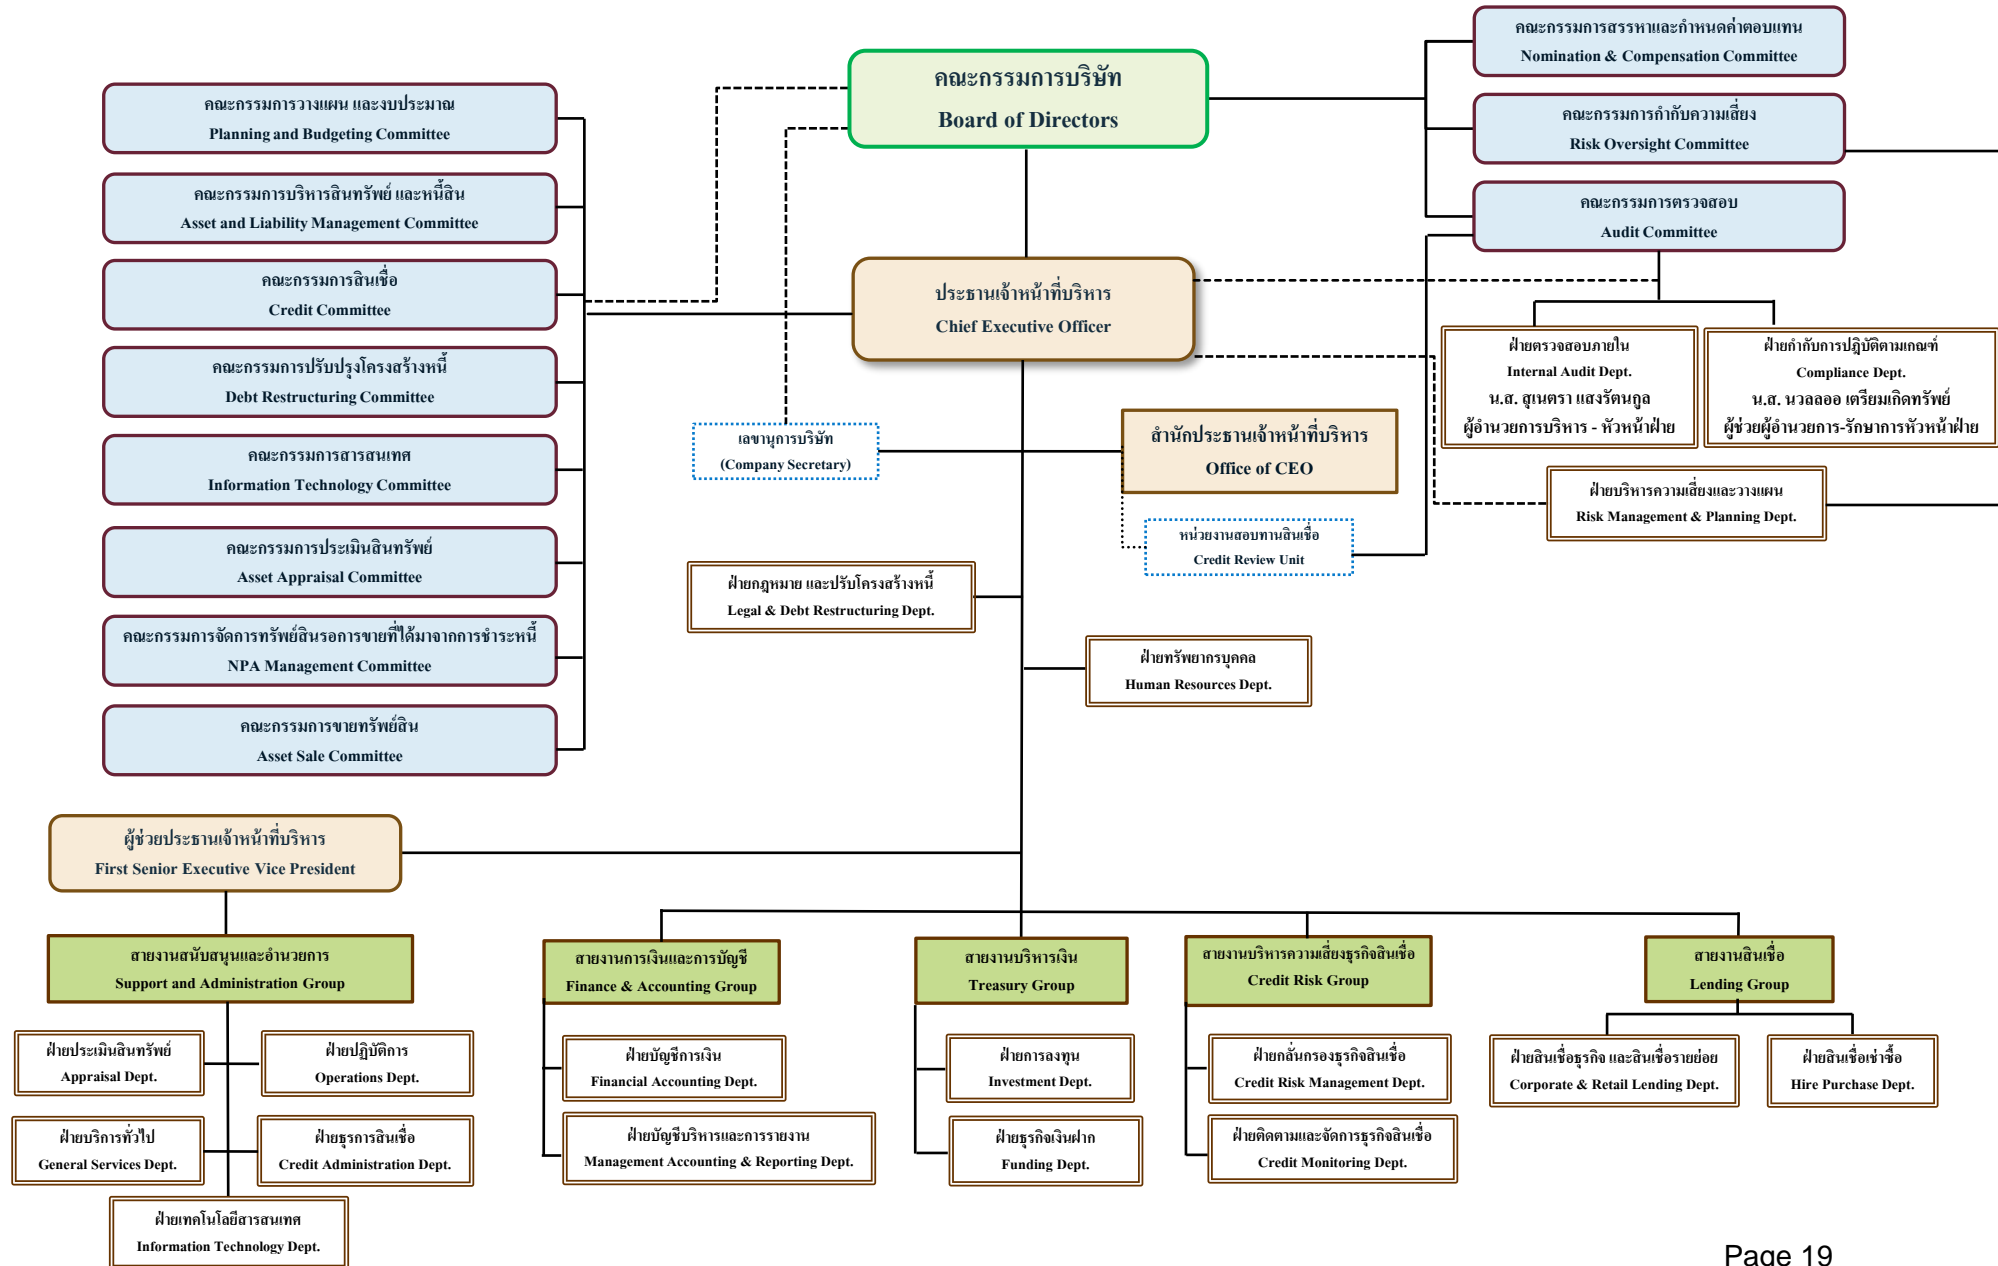 คณะกรรมการบริษัท
Board of Directors
คณะกรรมการสรรหาและกำหนดค่าตอบแทน
Nomination & Compensation Committee
คณะกรรมการกำกับความเสี่ยง
Risk Oversight Committee
คณะกรรมการตรวจสอบ
Audit Committee
คณะกรรมการวางแผน และงบประมาณ
Planning and Budgeting Committee
คณะกรรมการบริหารสินทรัพย์ และหนี้สิน
Asset and Liability Management Committee
คณะกรรมการสินเชื่อ
Credit Committee
คณะกรรมการปรับปรุงโครงสร้างหนี้
Debt Restructuring Committee
คณะกรรมการสารสนเทศ
Information Technology Committee
คณะกรรมการประเมินสินทรัพย์
Asset Appraisal Committee
คณะกรรมการจัดการทรัพย์สินรอการขายที่ได้มาจากการชำระหนี้
NPA Management Committee
คณะกรรมการขายทรัพย์สิน
Asset Sale Committee
ประธานเจ้าหน้าที่บริหาร
Chief Executive Officer
ฝ่ายตรวจสอบภายใน
Internal Audit Dept.
น.ส. สุเนตรา แสงรัตนกูล
ผู้อำนวยการบริหาร - หัวหน้าฝ่าย
ฝ่ายกำกับการปฎิบัติตามเกณฑ์
Compliance Dept.
น.ส. นวลลออ เตรียมเกิดทรัพย์
ผู้ช่วยผู้อำนวยการ-รักษาการหัวหน้าฝ่าย
เลขานุการบริษัท
(Company Secretary)
สำนักประธานเจ้าหน้าที่บริหาร
Office of CEO
ฝ่ายบริหารความเสี่ยงและวางแผน
Risk Management & Planning Dept.
หน่วยงานสอบทานสินเชื่อ
Credit Review Unit
ฝ่ายกฎหมาย และปรับโครงสร้างหนี้
Legal & Debt Restructuring Dept.
ฝ่ายทรัพยากรบุคคล
Human Resources Dept.
ผู้ช่วยประธานเจ้าหน้าที่บริหาร
First Senior Executive Vice President
สายงานสนับสนุนและอำนวยการ
Support and Administration Group
สายงานการเงินและการบัญชี
Finance & Accounting Group
สายงานบริหารเงิน
Treasury Group
สายงานบริหารความเสี่ยงธุรกิจสินเชื่อ
Credit Risk Group
สายงานสินเชื่อ
Lending Group
ฝ่ายประเมินสินทรัพย์
Appraisal Dept.
ฝ่ายปฏิบัติการ
Operations Dept.
ฝ่ายบริการทั่วไป
General Services Dept.
ฝ่ายธุรการสินเชื่อ
Credit Administration Dept.
ฝ่ายเทคโนโลยีสารสนเทศ
Information Technology Dept.
ฝ่ายบัญชีการเงิน
Financial Accounting Dept.
ฝ่ายบัญชีบริหารและการรายงาน
Management Accounting & Reporting Dept.
ฝ่ายการลงทุน
Investment Dept.
ฝ่ายธุรกิจเงินฝาก
Funding Dept.
ฝ่ายกลั่นกรองธุรกิจสินเชื่อ
Credit Risk Management Dept.
ฝ่ายติดตามและจัดการธุรกิจสินเชื่อ
Credit Monitoring Dept.
ฝ่ายสินเชื่อธุรกิจ และสินเชื่อรายย่อย
Corporate & Retail Lending Dept.
ฝ่ายสินเชื่อเช่าซื้อ
Hire Purchase Dept.
Page 19